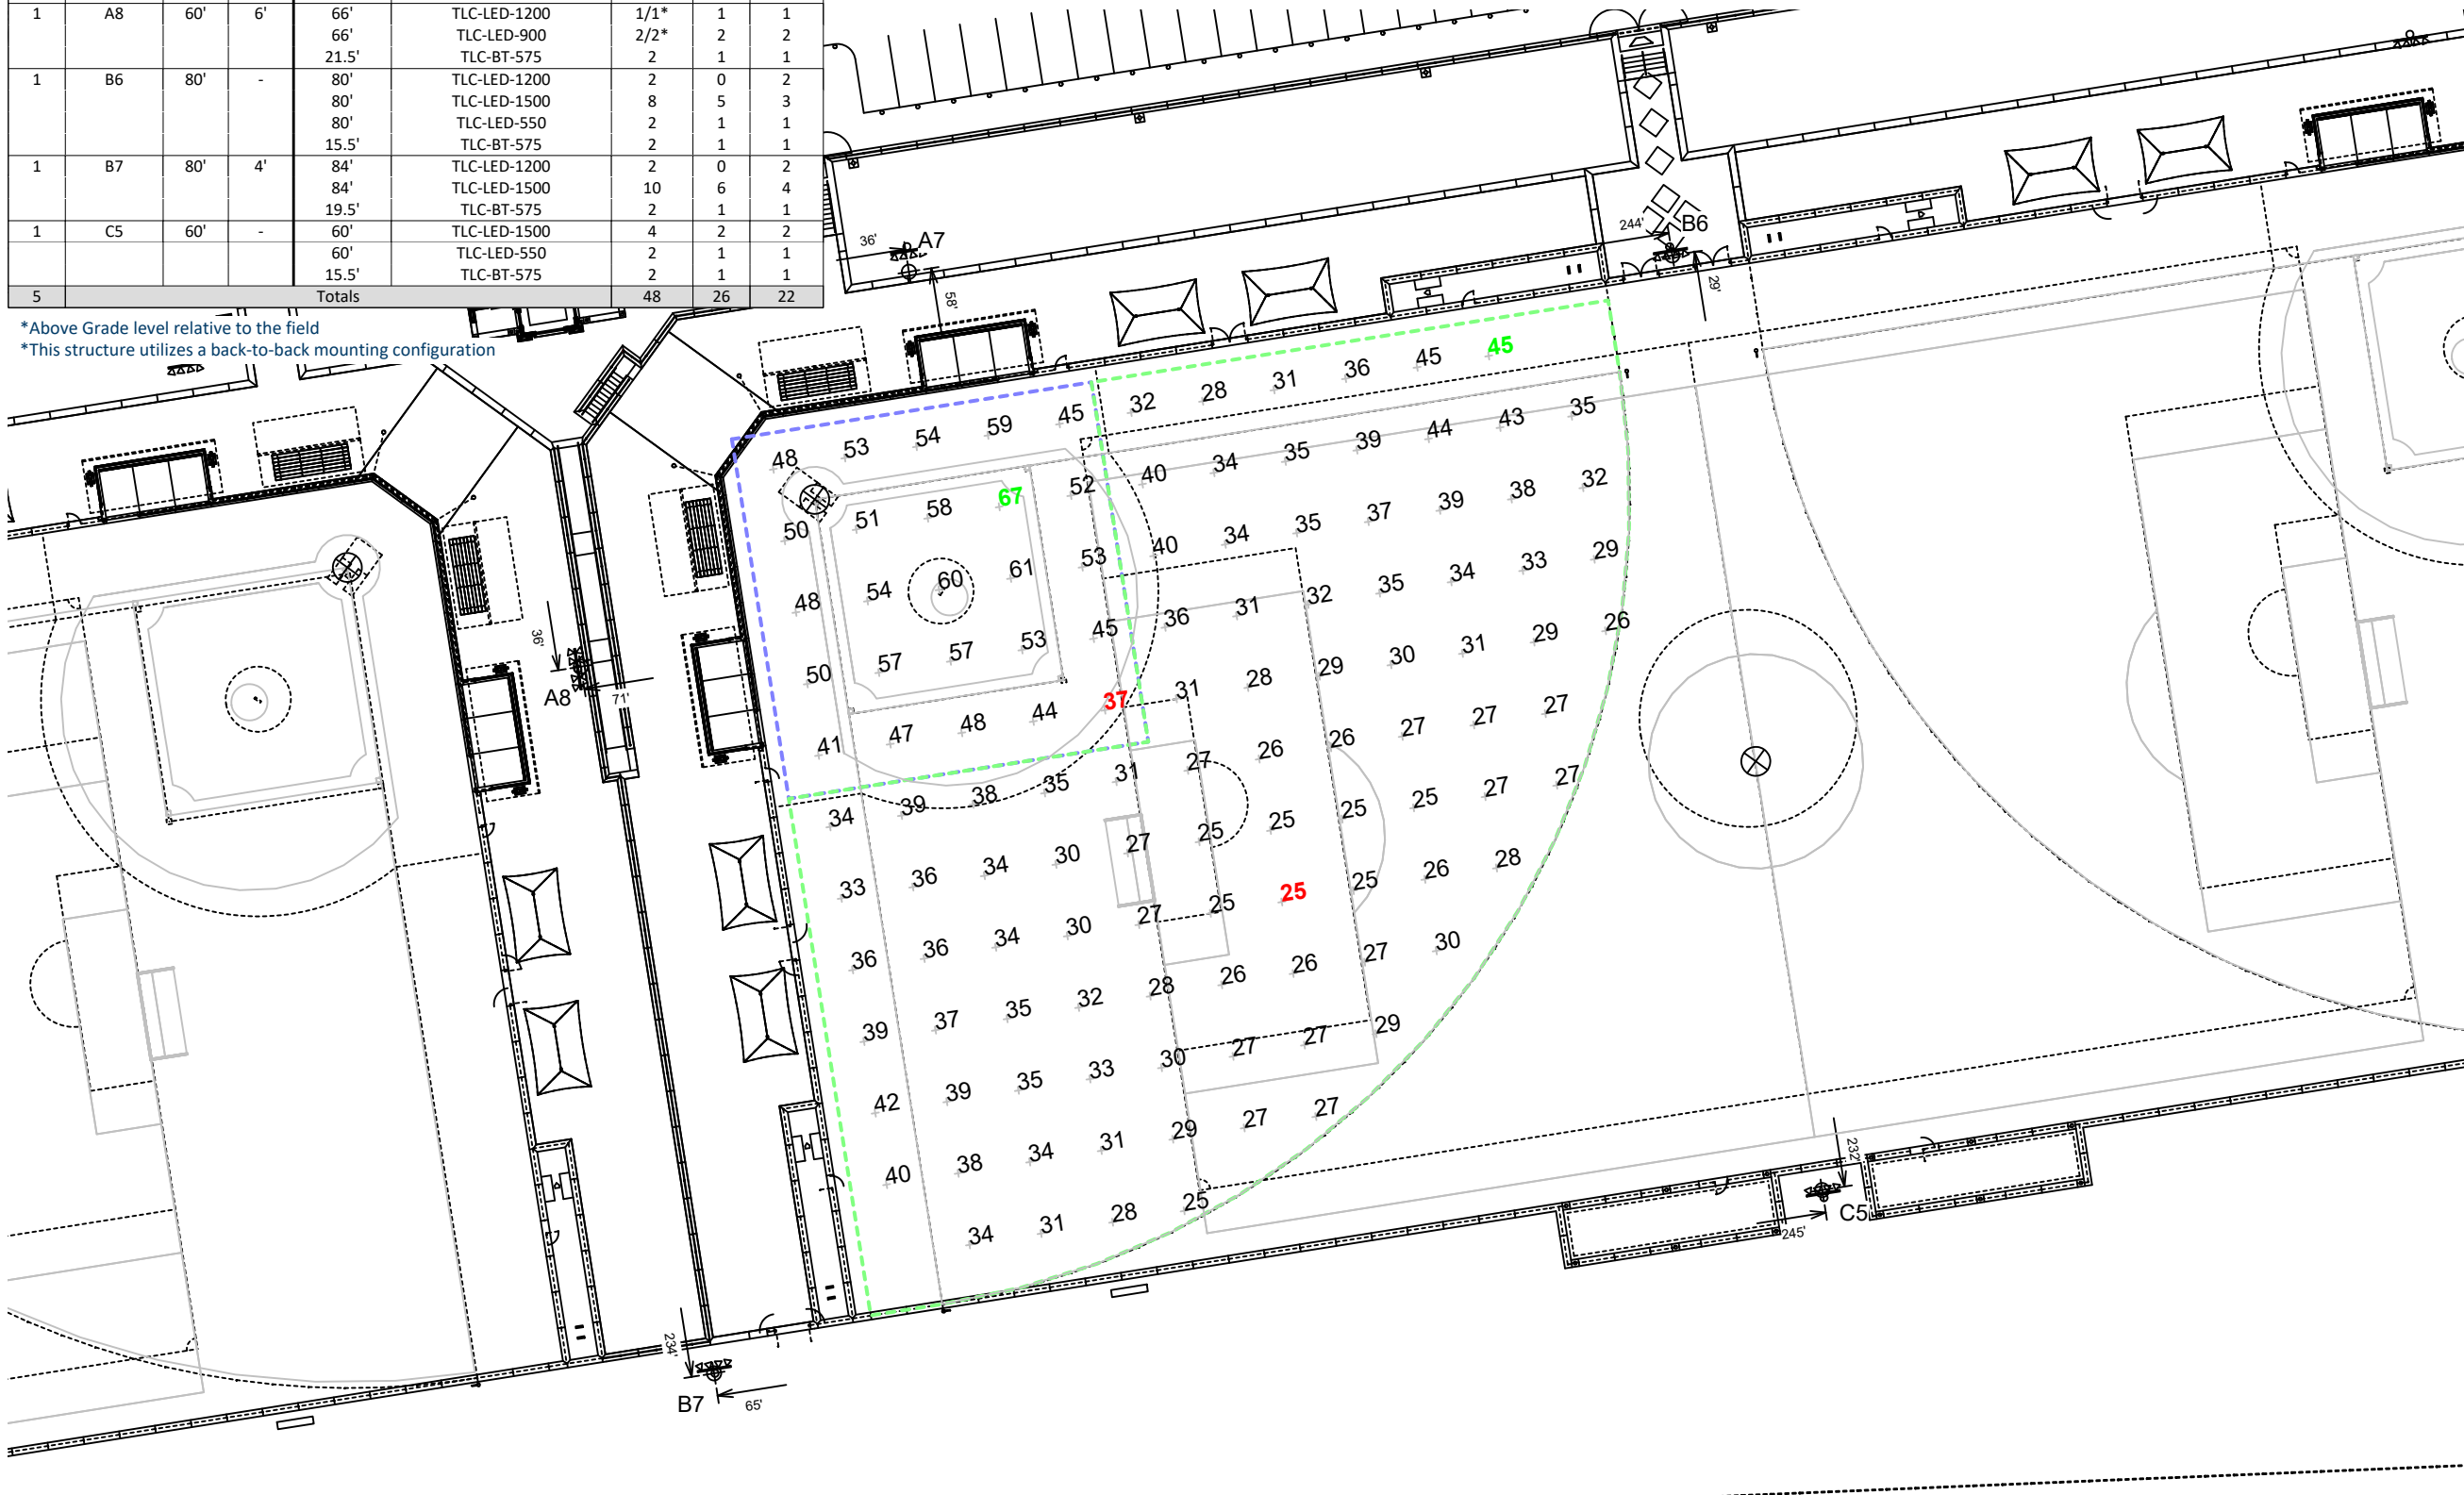 1 A8 60' 6' 66' TLC-LED-1200 1/1* 1 1
66' TLC-LED-900 2/2* 2 2
21.5' TLC-BT-575 2 1 1
1 B6 80' - 80' TLC-LED-1200 2 0 2
80' TLC-LED-1500 8 5 3
80' TLC-LED-550 2 1 1
15.5' TLC-BT-575 2 1 1
1 B7 80' 4' 84' TLC-LED-1200 2 0 2
84' TLC-LED-1500 10 6 4
19.5' TLC-BT-575 2 1 1
1 C5 60' - 60' TLC-LED-1500 4 2 2
60' TLC-LED-550 2 1 1
15.5' TLC-BT-575 2 1 1
5 Totals 48 26 22
*Above Grade level relative to the field
*This structure utilizes a back-to-back mounting configuration
36' A7
58'
244' B6
29'
36'
A8
71'
48 53 54 59 45 32 28 31 36 45 45
50 51 58 67 52 40 34 35 39 44 43 35
48 54 60 61 53 40 34 35 37 39 38 32
50 57 57 53 45 36 31 32 35 34 33 29
41 47 48 44 37 31 28 29 30 31 29 26
34 39 38 35 31 27 26 26 27 27 27
33 36 34 30 27 25 25 25 25 27 27
36 36 34 30 27 25 25 25 26 28
39 37 35 32 28 26 26 27 30
42 39 35 33 30 27 27 29
40 38 34 31 29 27 27
34 31 28 25
232'
C5
245'
234'
B7
65'